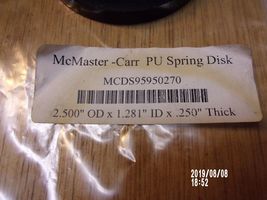 McMaster -Carr PU Spring Disk
MCDS95950270
2.500" OD x 1.281" ID x .250" Thick
2019/08/08
18:52